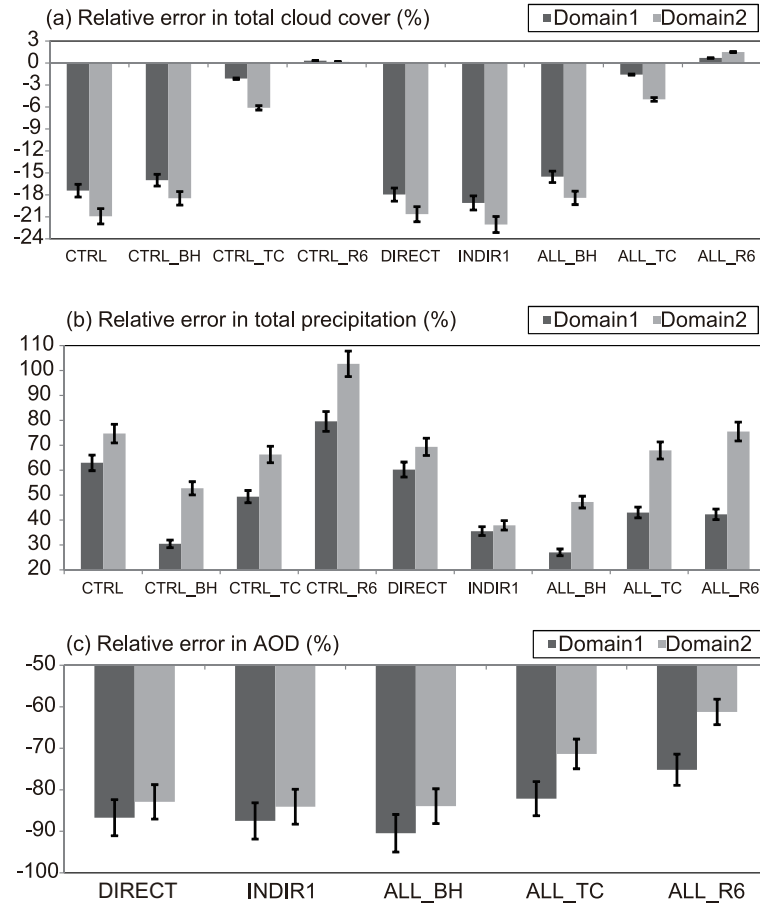 (a) Relative error in total cloud cover (%)
Domain1 Domain2
3
0
-3
-6
-9
-12
-15
-18
-21
-24
CTRL CTRL_BH CTRL_TC CTRL_R6 DIRECT INDIR1 ALL_BH ALL_TC ALL_R6
(b) Relative error in total precipitation (%)
Domain1 Domain2
110
100
90
80
70
60
50
40
30
20
CTRL CTRL_BH CTRL_TC CTRL_R6 DIRECT INDIR1 ALL_BH ALL_TC ALL_R6
(c) Relative error in AOD (%)
Domain1 Domain2
-50
-60
-70
-80
-90
-100
DIRECT INDIR1 ALL_BH ALL_TC ALL_R6